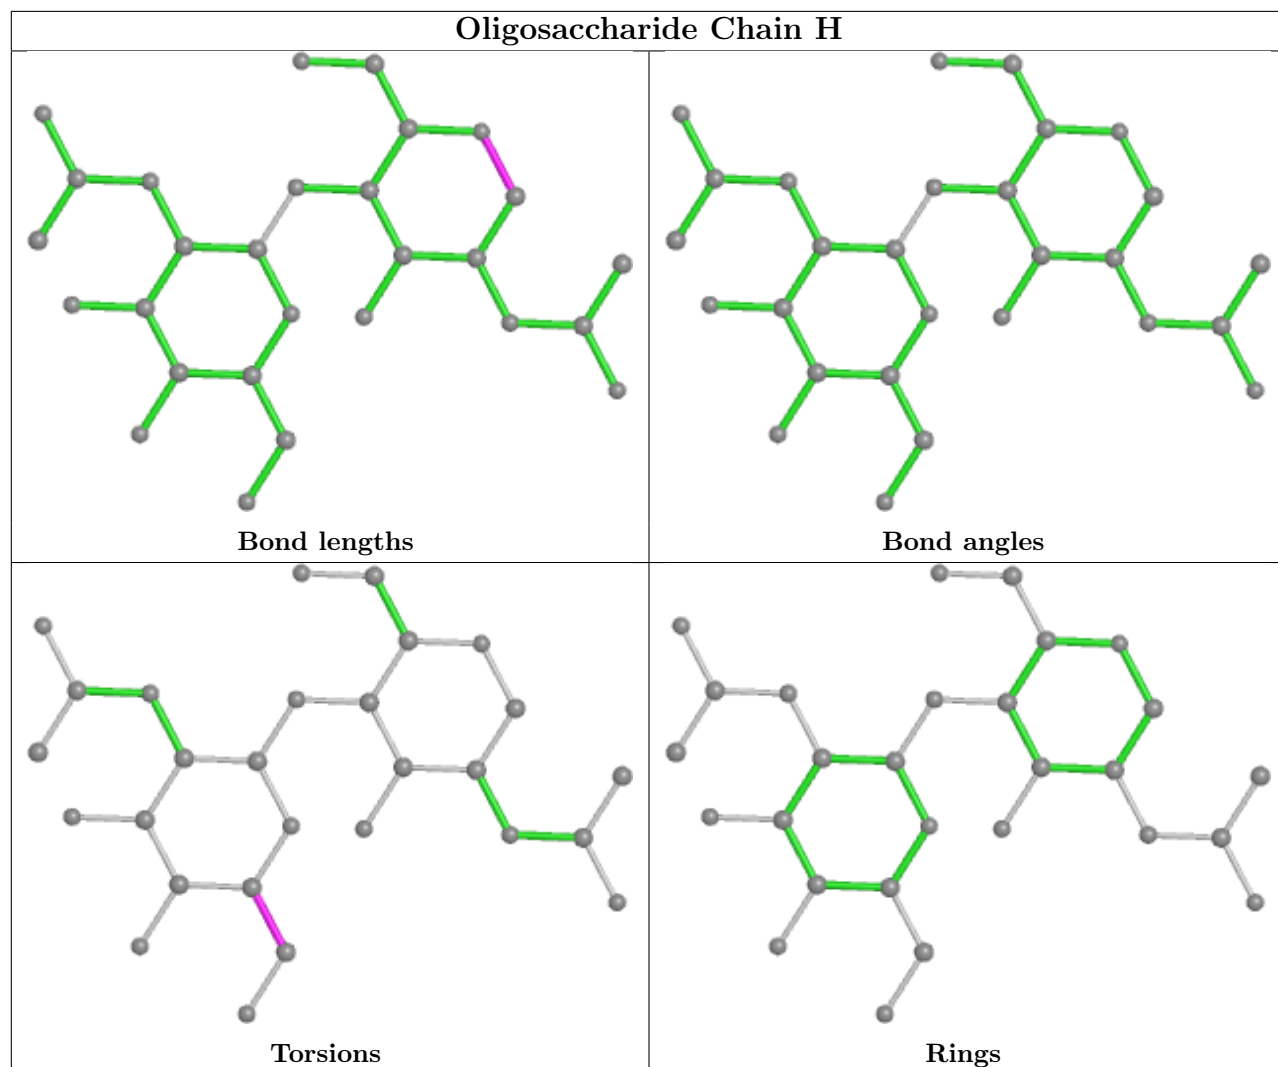 Oligosaccharide Chain H
Bond lengths
Bond angles
Torsions
Rings